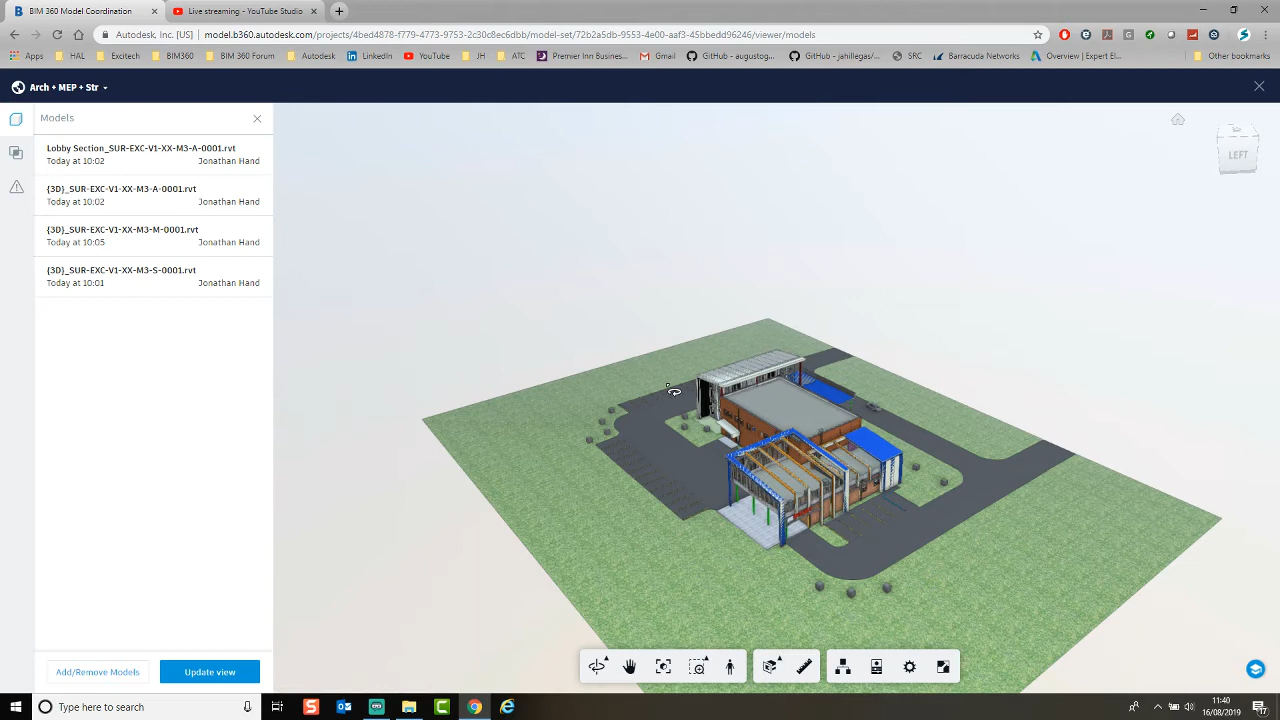 BIM 360 Model Coordination
Live streaming - YouTube Studio
Autodesk, Inc. [US]
model.b360.autodesk.com/projects/4be14878-f779-4773-9753-2c30c8ec6dbb/model-set/72b2a5db-9553-4e00-aaf3-45bbedd96246/viewer/models
Apps
HAL
Excitech
BIM360
BIM 360 Forum
Autodesk
LinkedIn
YouTube
JH
ATC
Premier Inn Busines...
Gmail
GitHub - augustog...
GitHub - jahillegas/...
SRC
Barracuda Networks
Overview | Expert El...
Other bookmarks
Arch + MEP + Str
Models
Lobby Section_SUR-EXC-V1-XX-M3-A-0001.rvt
Today at 10:02 Jonathan Hand
{3D}_SUR-EXC-V1-XX-M3-A-0001.rvt
Today at 10:02 Jonathan Hand
{3D}_SUR-EXC-V1-XX-M3-M-0001.rvt
Today at 10:05 Jonathan Hand
{3D}_SUR-EXC-V1-XX-M3-S-0001.rvt
Today at 10:01 Jonathan Hand
LEFT
Add/Remove Models
Update view
Type here to search
11:40
16/08/2019